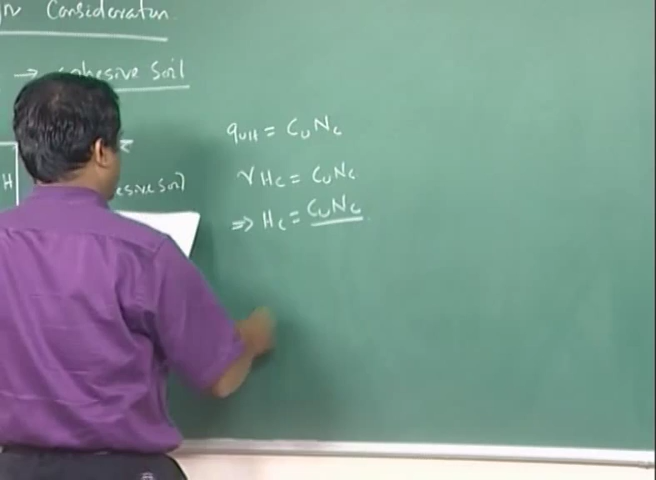 Consideration
→ cohesive Soil
H
esive soil
q_ult = C_u N_c
γ H_c = C_u N_c
⇒ H_c = C_u N_c